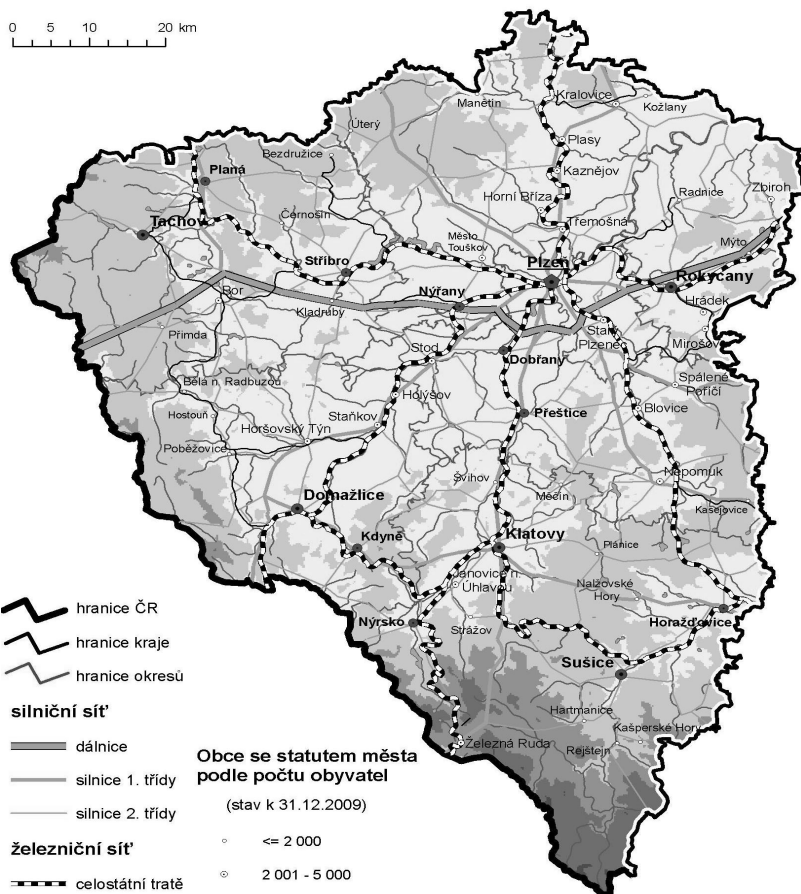 0 5 10 20 km
Kralovice
Manětín
Kožlany
Úterý
Plasy
Bezdružice
Kaznějov
Planá
Zbiroh
Horní Bříza
Radnice
Tachov
Černošín
Třemošná
Město
Touškov
Mýto
Stříbro
Plzeň
Rokycany
Bor
Nýřany
Hrádek
Kladruby
Starý
Plzenec
Přimda
Mirošov
Stod
Dobřany
Spálené
Poříčí
Bělá n. Radbuzou
Holýšov
Blovice
Hostouň
Staňkov
Přeštice
Horšovský Týn
Poběžovice
Švihov
Nepomuk
Domažlice
Měčín
Kasejovice
Kdyně
Klatovy
Plánice
Janovice n.
Úhlavou
Nalžovské
Hory
Nýrsko
Horažďovice
Strážov
Sušice
Hartmanice
Kašperské Hory
Železná Ruda
Rejštejn
hranice ČR
hranice kraje
hranice okresů
silniční síť
dálnice
silnice 1. třídy
silnice 2. třídy
železniční síť
celostátní tratě
Obce se statutem města
podle počtu obyvatel
(stav k 31.12.2009)
<= 2 000
2 001 - 5 000